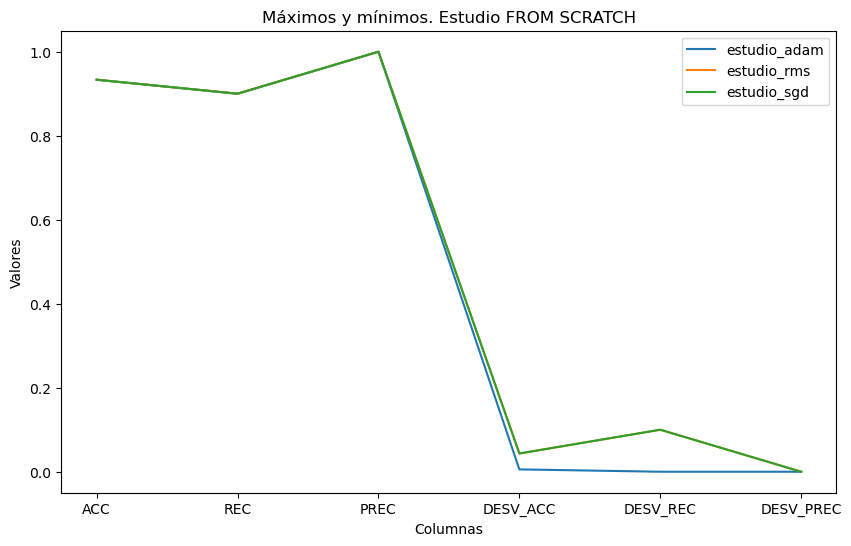 Máximos y mínimos. Estudio FROM SCRATCH
estudio_adam
estudio_rms
estudio_sgd
1.0
0.8
0.6
0.4
0.2
0.0
Valores
ACC REC PREC DESV_ACC DESV_REC DESV_PREC
Columnas